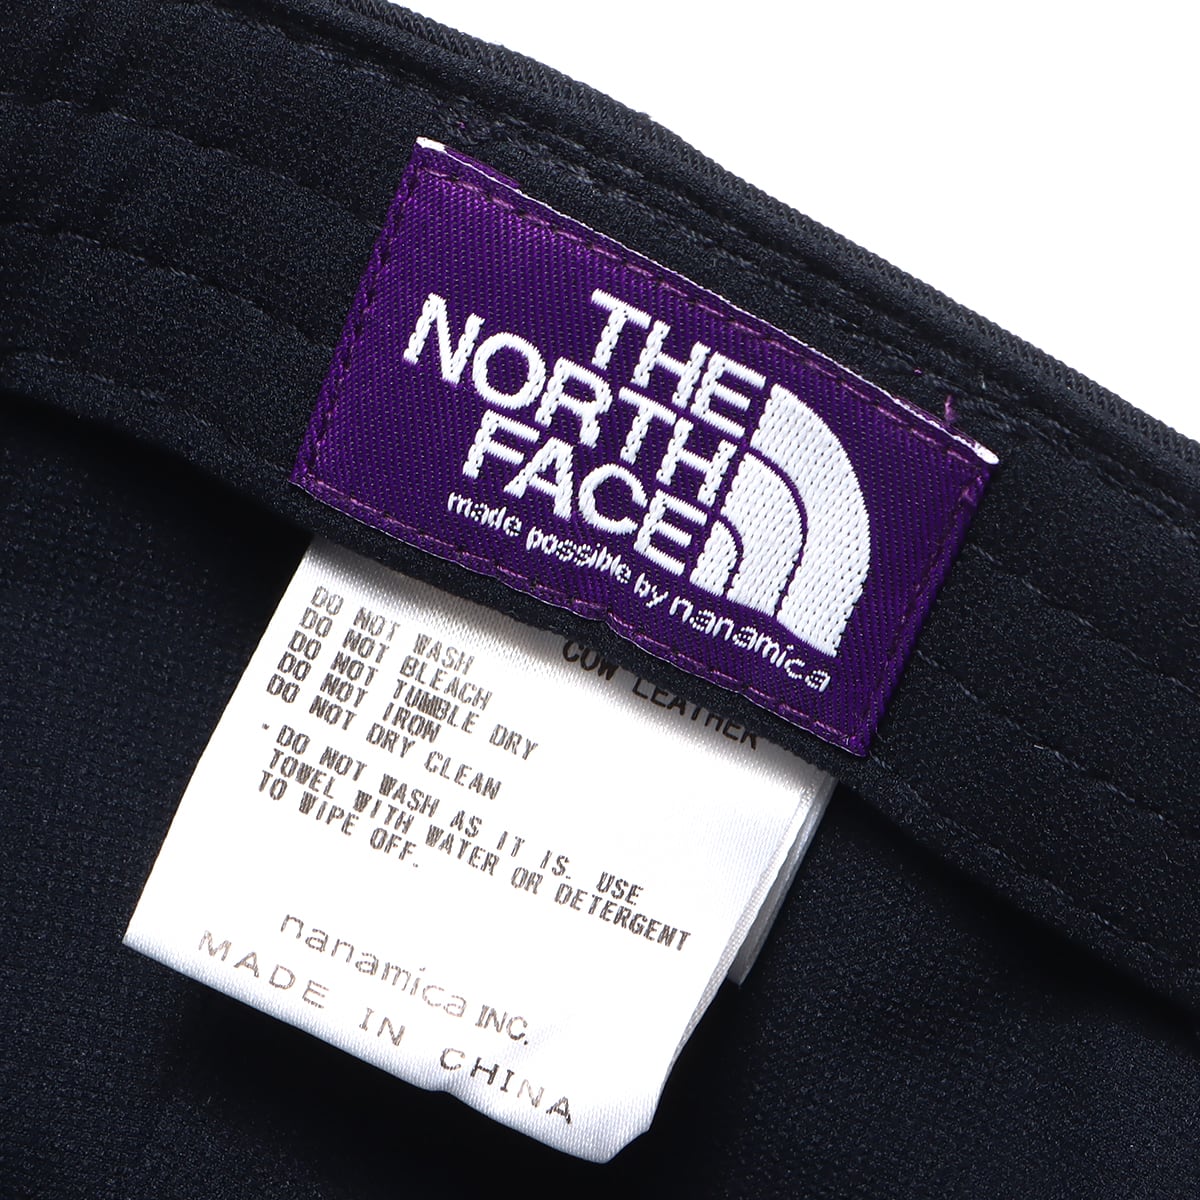 THE
NORTH
FACE
made possible by nanamica
COW LEATHER
DO NOT WASH
DO NOT BLEACH
DO NOT TUMBLE DRY
DO NOT IRON
DO NOT DRY CLEAN
・DO NOT WASH AS IT IS. USE
TOWEL WITH WATER OR DETERGENT
TO WIPE OFF.
nanamica INC.
MADE IN CHINA